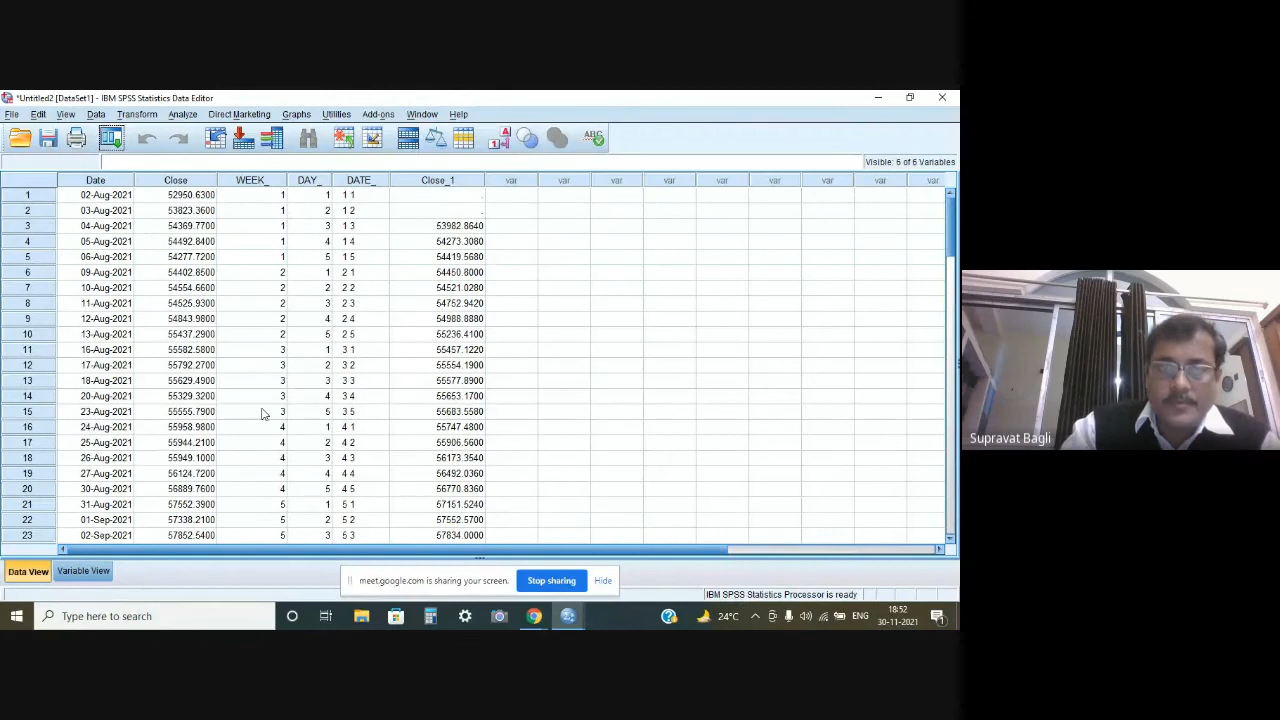 *Untitled2 [DataSet1] - IBM SPSS Statistics Data Editor
File Edit View Data Transform Analyze Direct Marketing Graphs Utilities Add-ons Window Help
Visible: 6 of 6 Variables
Date Close WEEK_ DAY_ DATE_ Close_1 var var var var var var var var var
1 02-Aug-2021 52950.6300 1 1 1 1 .
2 03-Aug-2021 53823.3600 1 2 1 2 .
3 04-Aug-2021 54369.7700 1 3 1 3 53982.8640
4 05-Aug-2021 54492.8400 1 4 1 4 54273.3080
5 06-Aug-2021 54277.7200 1 5 1 5 54419.5680
6 09-Aug-2021 54402.8500 2 1 2 1 54450.8000
7 10-Aug-2021 54554.6600 2 2 2 2 54521.0280
8 11-Aug-2021 54525.9300 2 3 2 3 54752.9420
9 12-Aug-2021 54843.9800 2 4 2 4 54988.8880
10 13-Aug-2021 55437.2900 2 5 2 5 55236.4100
11 16-Aug-2021 55582.5800 3 1 3 1 55457.1220
12 17-Aug-2021 55792.2700 3 2 3 2 55554.1900
13 18-Aug-2021 55629.4900 3 3 3 3 55577.8900
14 20-Aug-2021 55329.3200 3 4 3 4 55653.1700
15 23-Aug-2021 55555.7900 3 5 3 5 55683.5580
16 24-Aug-2021 55958.9800 4 1 4 1 55747.4800
17 25-Aug-2021 55944.2100 4 2 4 2 55906.5600
18 26-Aug-2021 55949.1000 4 3 4 3 56173.3540
19 27-Aug-2021 56124.7200 4 4 4 4 56492.0360
20 30-Aug-2021 56889.7600 4 5 4 5 56770.8360
21 31-Aug-2021 57552.3900 5 1 5 1 57151.5240
22 01-Sep-2021 57338.2100 5 2 5 2 57552.5700
23 02-Sep-2021 57852.5400 5 3 5 3 57834.0000
Supravat Bagli
Data View Variable View
meet.google.com is sharing your screen. Stop sharing Hide
IBM SPSS Statistics Processor is ready
Type here to search
24°C ENG 18:52
30-11-2021